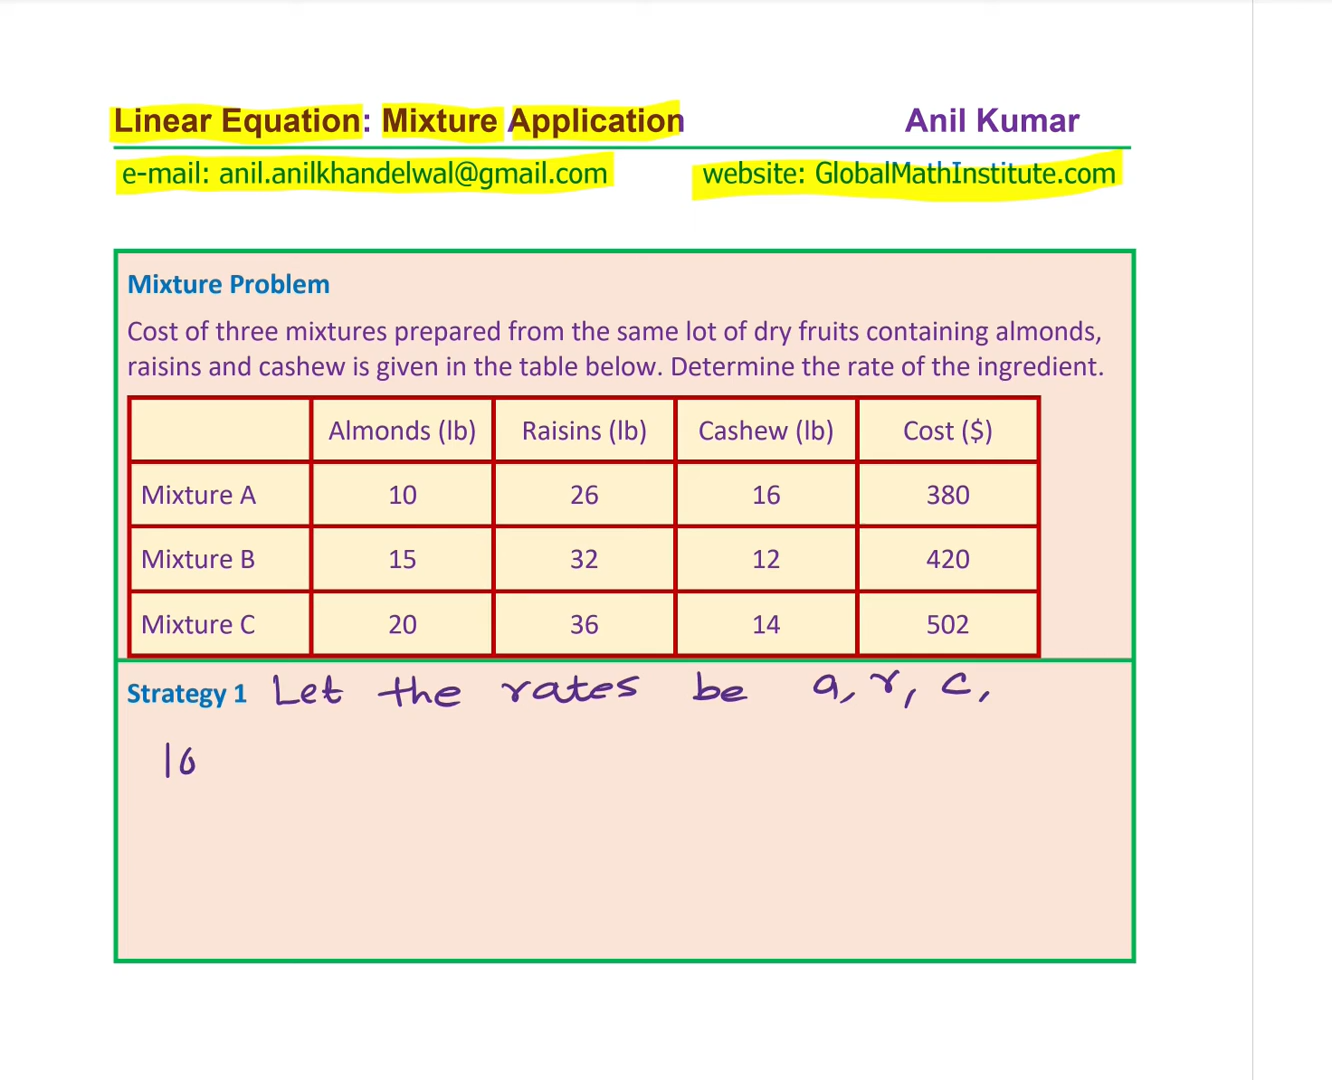 Linear Equation: Mixture Application Anil Kumar
e-mail: anil.anilkhandelwal@gmail.com website: GlobalMathInstitute.com
Mixture Problem
Cost of three mixtures prepared from the same lot of dry fruits containing almonds,
raisins and cashew is given in the table below. Determine the rate of the ingredient.
Almonds (lb) Raisins (lb) Cashew (lb) Cost ($)
Mixture A 10 26 16 380
Mixture B 15 32 12 420
Mixture C 20 36 14 502
Strategy 1 Let the rates be a, r, c,
10